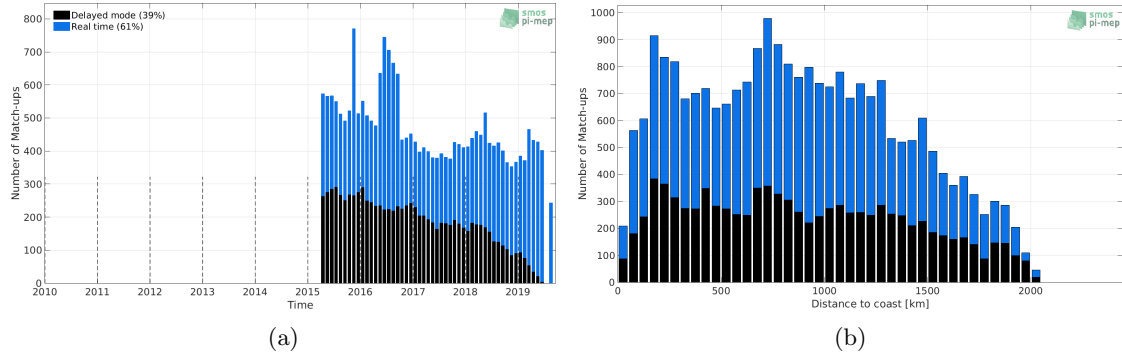 Delayed mode (39%)
Real time (61%)
smos
pi-mep
Number of Match-ups
800
700
600
500
400
300
200
100
0
2010 2011 2012 2013 2014 2015 2016 2017 2018 2019
Time
(a)
smos
pi-mep
Number of Match-ups
1000
900
800
700
600
500
400
300
200
100
0
0 500 1000 1500 2000
Distance to coast [km]
(b)